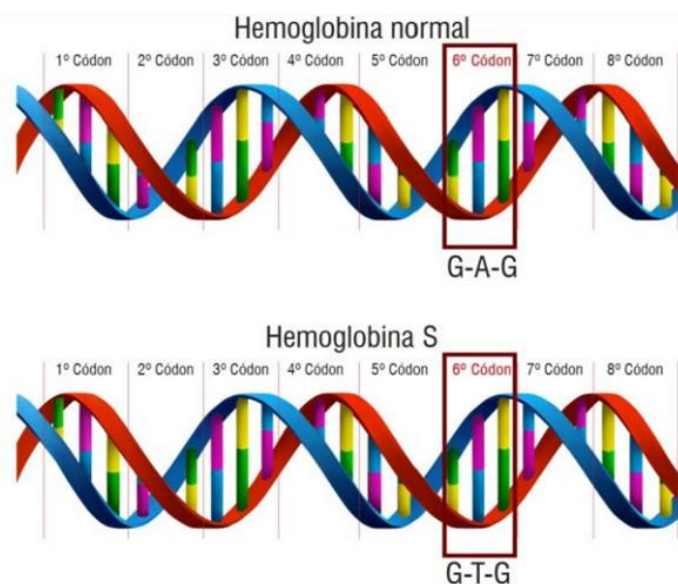 Hemoglobina normal
1º Códon 2º Códon 3º Códon 4º Códon 5º Códon 6º Códon 7º Códon 8º Códon
G-A-G
Hemoglobina S
1º Códon 2º Códon 3º Códon 4º Códon 5º Códon 6º Códon 7º Códon 8º Códon
G-T-G